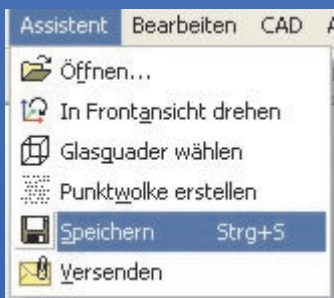 Assistent Bearbeiten CAD
Öffnen...
In Frontansicht drehen
Glasquader wählen
Punktwolke erstellen
Speichern Strg+S
Versenden